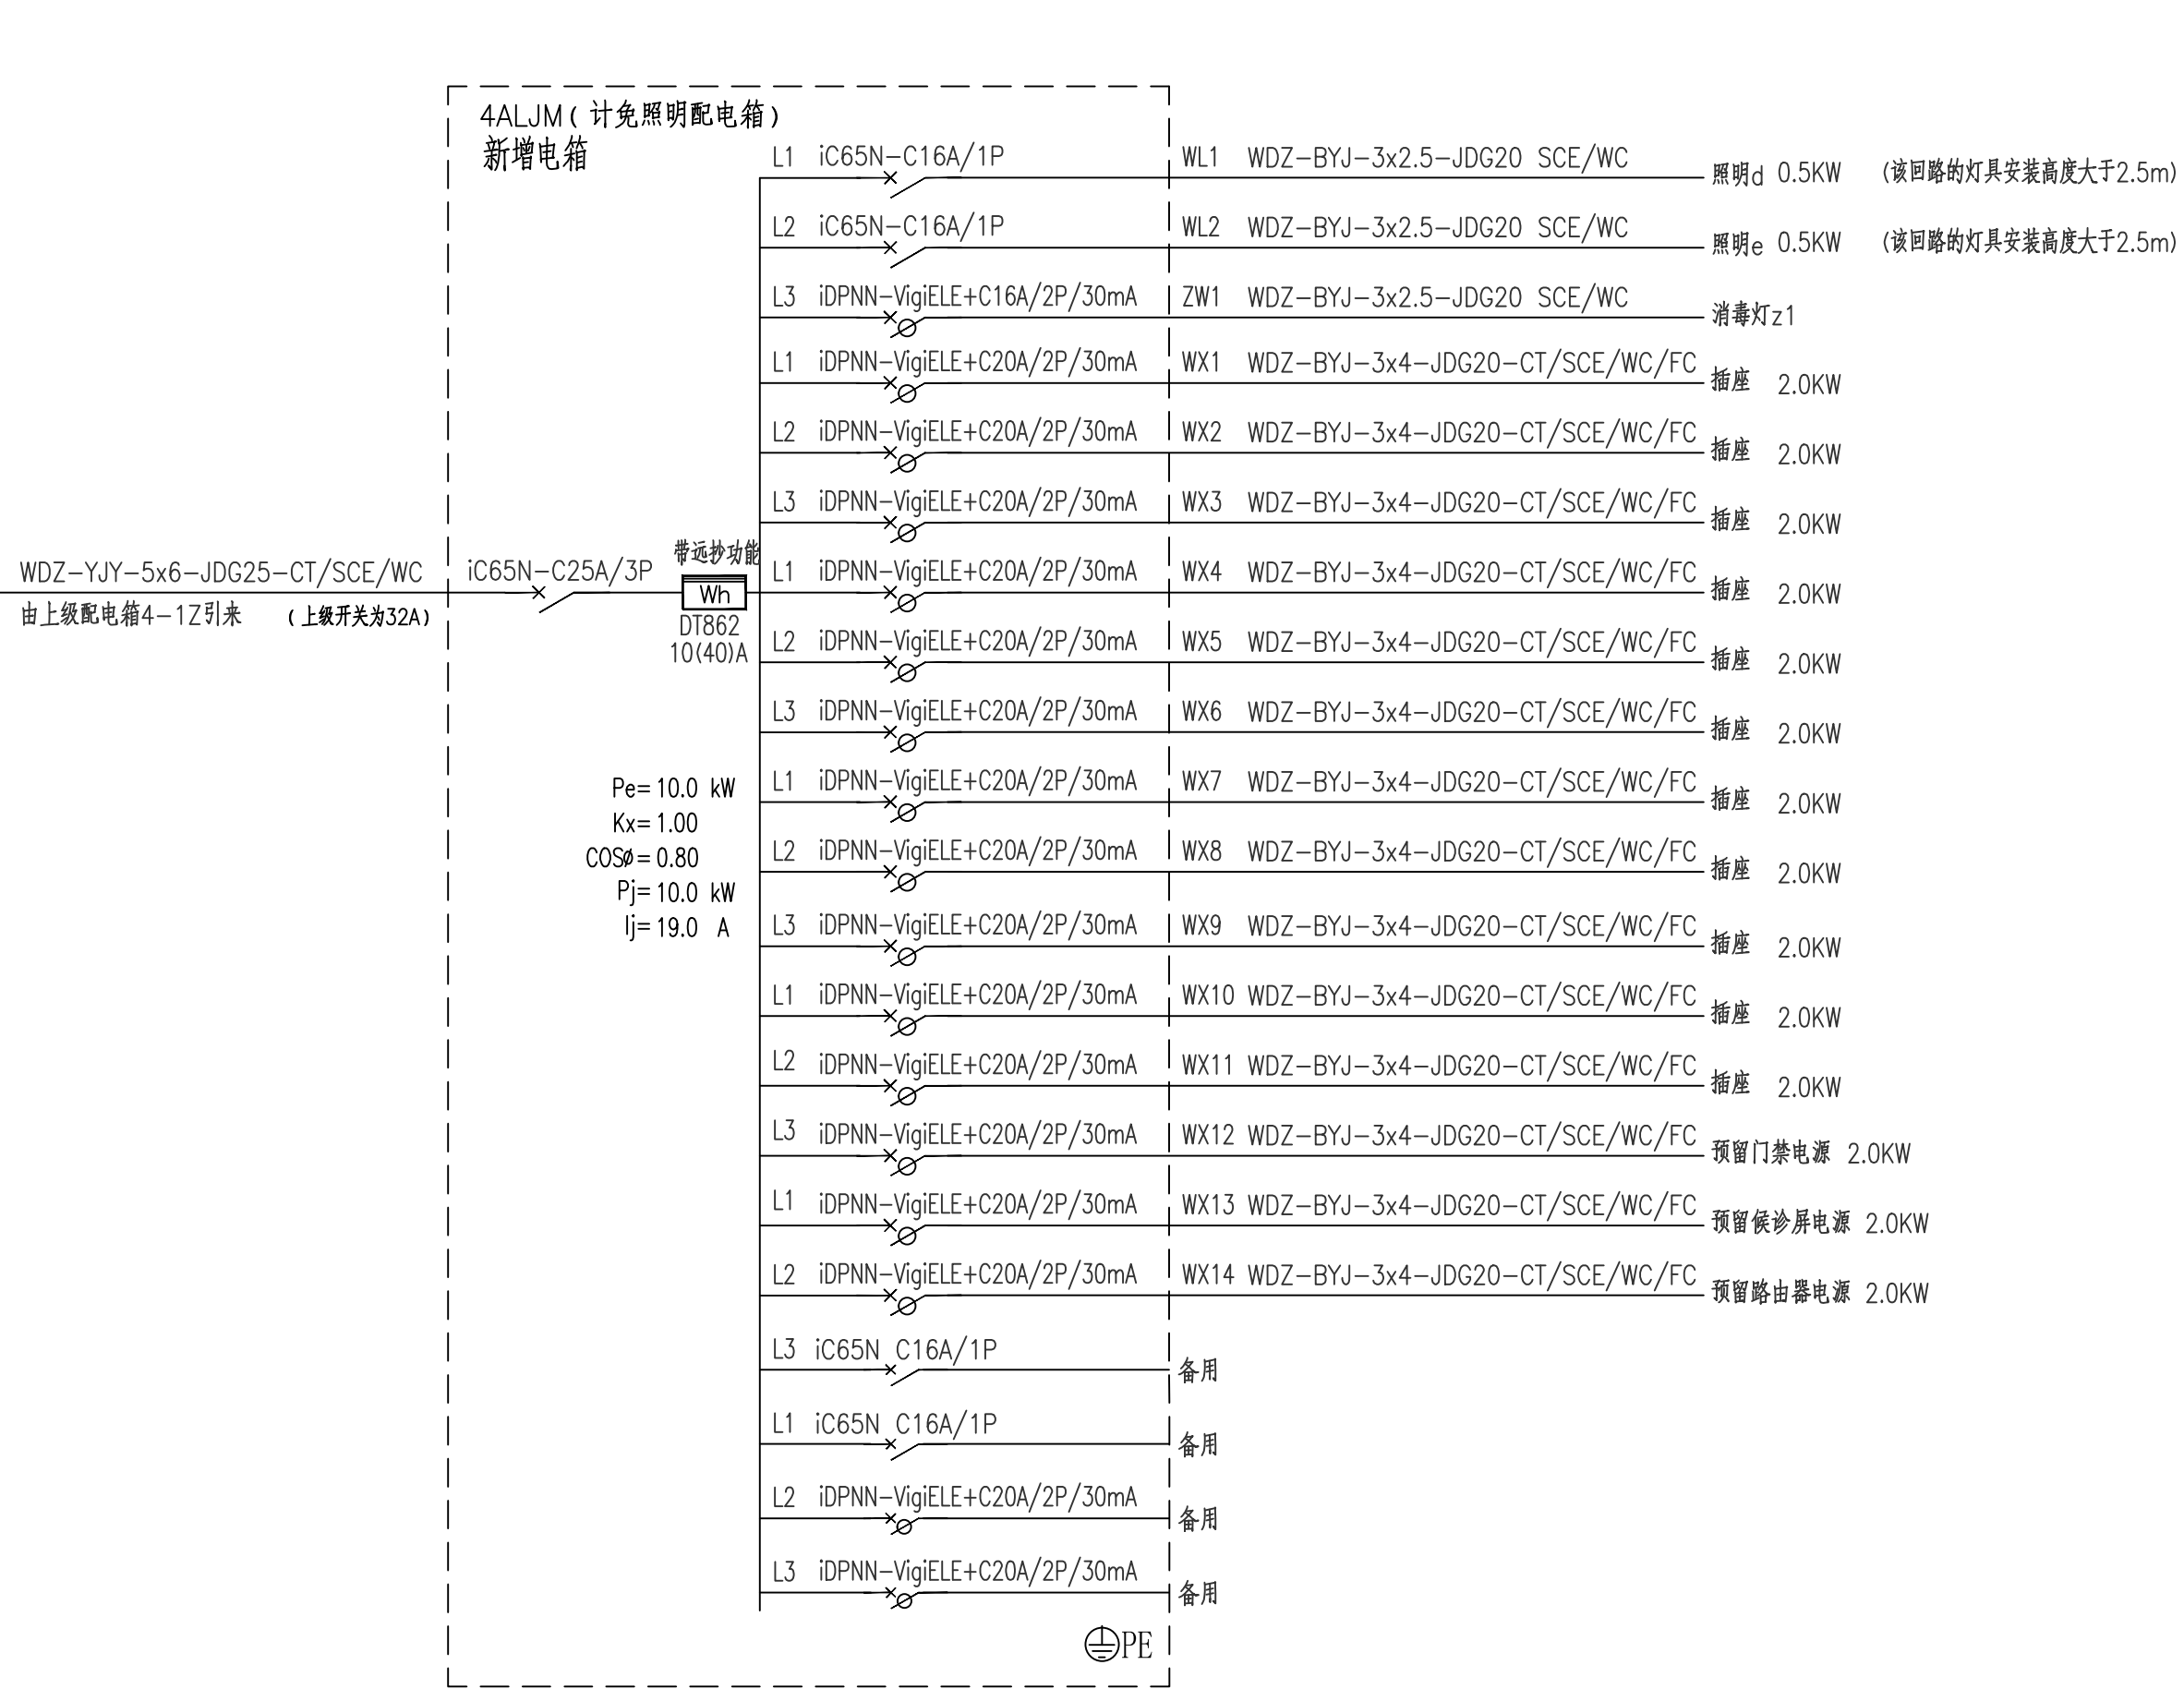 4ALJM( 计免照明配电箱)
新增电箱
L1 iC65N-C16A/1P WL1 WDZ-BYJ-3x2.5-JDG20 SCE/WC 照明d 0.5KW (该回路的灯具安装高度大于2.5m)
L2 iC65N-C16A/1P WL2 WDZ-BYJ-3x2.5-JDG20 SCE/WC 照明e 0.5KW (该回路的灯具安装高度大于2.5m)
L3 iDPNN-VigiELE+C16A/2P/30mA ZW1 WDZ-BYJ-3x2.5-JDG20 SCE/WC 消毒灯z1
L1 iDPNN-VigiELE+C20A/2P/30mA WX1 WDZ-BYJ-3x4-JDG20-CT/SCE/WC/FC 插座 2.0KW
L2 iDPNN-VigiELE+C20A/2P/30mA WX2 WDZ-BYJ-3x4-JDG20-CT/SCE/WC/FC 插座 2.0KW
L3 iDPNN-VigiELE+C20A/2P/30mA WX3 WDZ-BYJ-3x4-JDG20-CT/SCE/WC/FC 插座 2.0KW
带远抄功能
WDZ-YJY-5x6-JDG25-CT/SCE/WC iC65N-C25A/3P
Wh
由上级配电箱4-1Z引来 (上级开关为32A)
DT862
10(40)A
L1 iDPNN-VigiELE+C20A/2P/30mA WX4 WDZ-BYJ-3x4-JDG20-CT/SCE/WC/FC 插座 2.0KW
L2 iDPNN-VigiELE+C20A/2P/30mA WX5 WDZ-BYJ-3x4-JDG20-CT/SCE/WC/FC 插座 2.0KW
L3 iDPNN-VigiELE+C20A/2P/30mA WX6 WDZ-BYJ-3x4-JDG20-CT/SCE/WC/FC 插座 2.0KW
Pe= 10.0 kW
Kx= 1.00
COSø= 0.80
Pj= 10.0 kW
Ij= 19.0 A
L1 iDPNN-VigiELE+C20A/2P/30mA WX7 WDZ-BYJ-3x4-JDG20-CT/SCE/WC/FC 插座 2.0KW
L2 iDPNN-VigiELE+C20A/2P/30mA WX8 WDZ-BYJ-3x4-JDG20-CT/SCE/WC/FC 插座 2.0KW
L3 iDPNN-VigiELE+C20A/2P/30mA WX9 WDZ-BYJ-3x4-JDG20-CT/SCE/WC/FC 插座 2.0KW
L1 iDPNN-VigiELE+C20A/2P/30mA WX10 WDZ-BYJ-3x4-JDG20-CT/SCE/WC/FC 插座 2.0KW
L2 iDPNN-VigiELE+C20A/2P/30mA WX11 WDZ-BYJ-3x4-JDG20-CT/SCE/WC/FC 插座 2.0KW
L3 iDPNN-VigiELE+C20A/2P/30mA WX12 WDZ-BYJ-3x4-JDG20-CT/SCE/WC/FC 预留门禁电源 2.0KW
L1 iDPNN-VigiELE+C20A/2P/30mA WX13 WDZ-BYJ-3x4-JDG20-CT/SCE/WC/FC 预留候诊屏电源 2.0KW
L2 iDPNN-VigiELE+C20A/2P/30mA WX14 WDZ-BYJ-3x4-JDG20-CT/SCE/WC/FC 预留路由器电源 2.0KW
L3 iC65N C16A/1P 备用
L1 iC65N C16A/1P 备用
L2 iDPNN-VigiELE+C20A/2P/30mA 备用
L3 iDPNN-VigiELE+C20A/2P/30mA 备用
PE